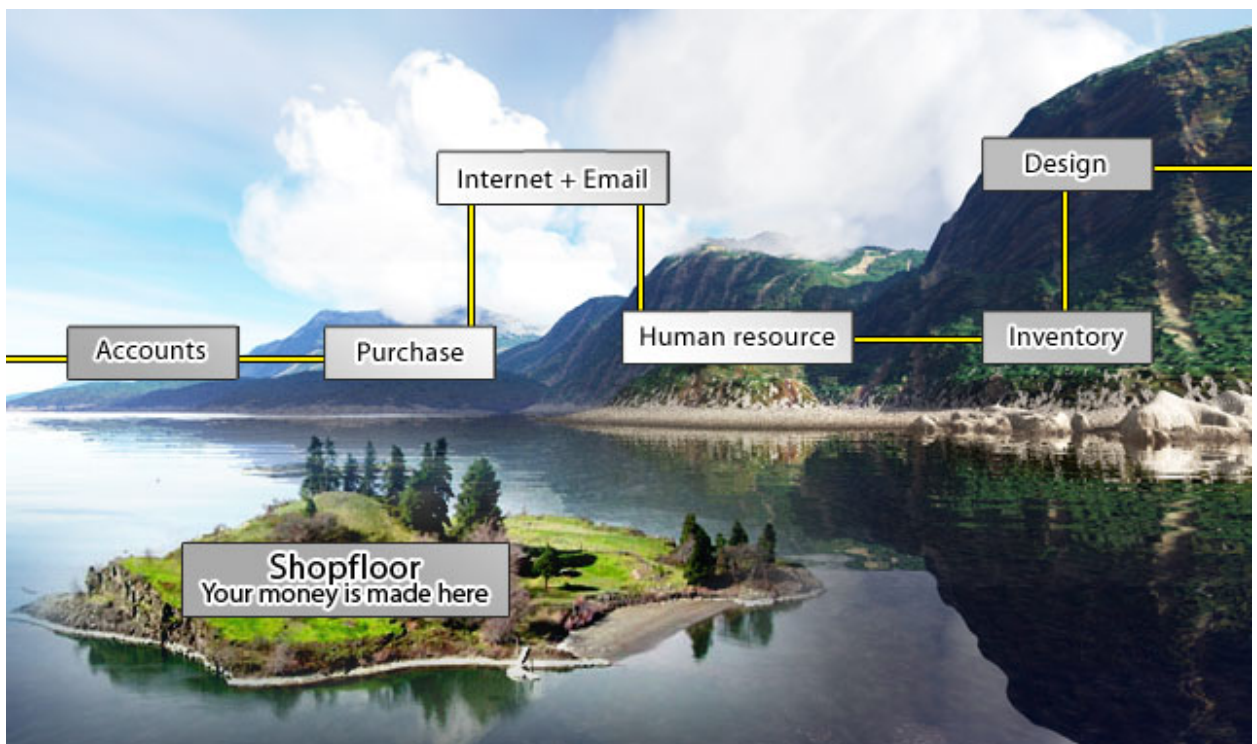 Internet + Email
Design
Accounts
Purchase
Human resource
Inventory
Shopfloor
Your money is made here